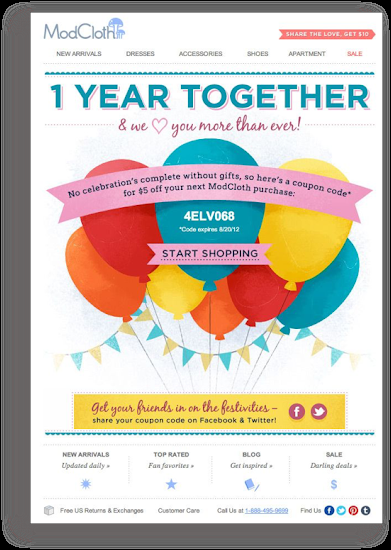 ModCloth
SHARE THE LOVE, GET $10
NEW ARRIVALS DRESSES ACCESSORIES SHOES APARTMENT SALE
1 YEAR TOGETHER
& we you more than ever!
No celebration's complete without gifts, so here's a coupon code*
for $5 off your next ModCloth purchase:
4ELV068
*Code expires 8/20/12
START SHOPPING
Get your friends in on the festivities –
share your coupon code on Facebook & Twitter!
NEW ARRIVALS TOP RATED BLOG SALE
Updated daily » Fan favorites » Get inspired » Darling deals »
$
Free US Returns & Exchanges Customer Care Call Us at 1-888-495-9699 Find Us